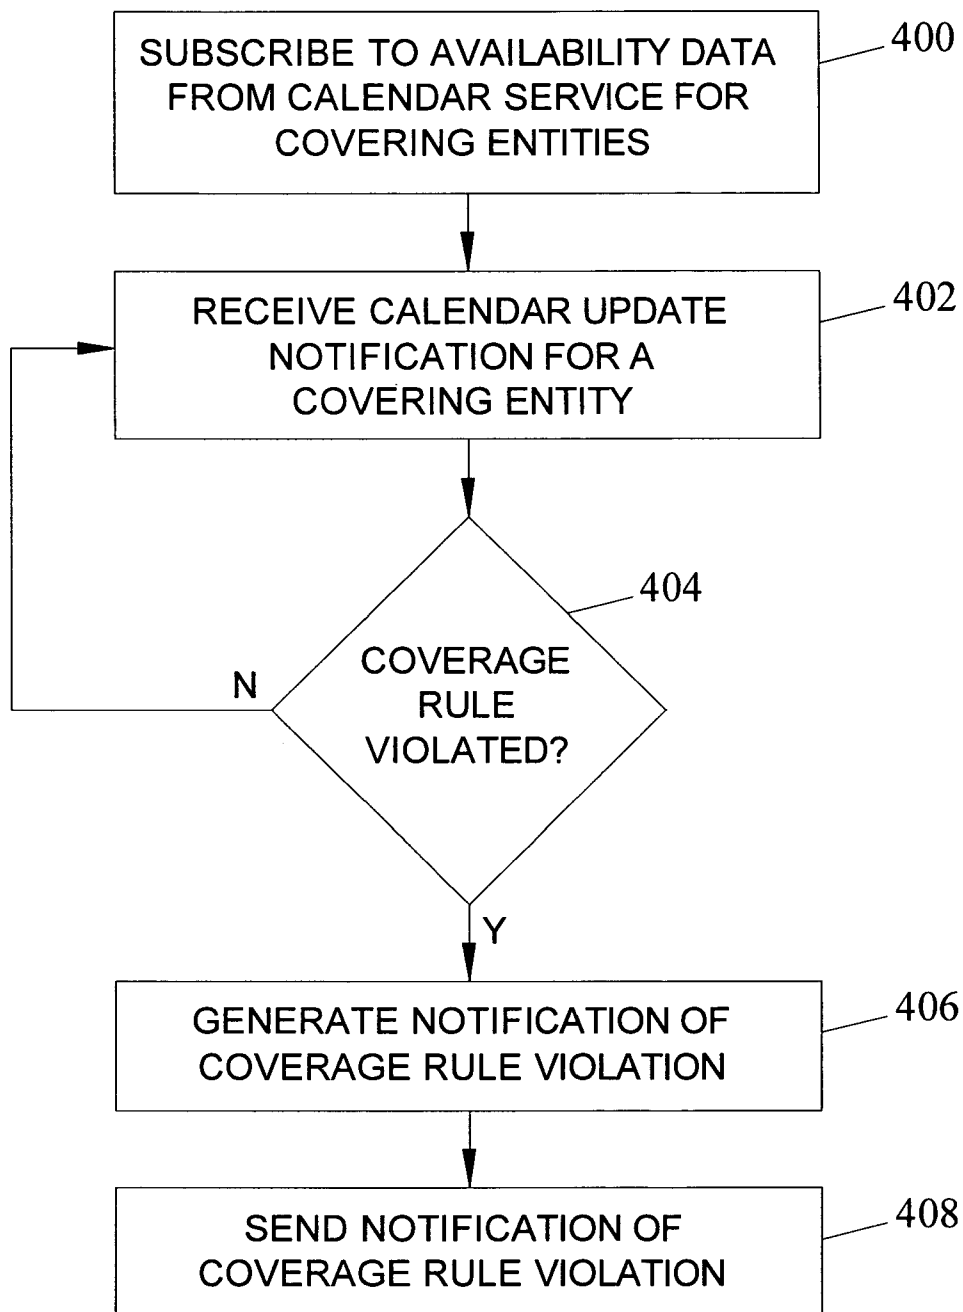 SUBSCRIBE TO AVAILABILITY DATA
FROM CALENDAR SERVICE FOR
COVERING ENTITIES
400
RECEIVE CALENDAR UPDATE
NOTIFICATION FOR A
COVERING ENTITY
402
404
COVERAGE
RULE
VIOLATED?
N
Y
GENERATE NOTIFICATION OF
COVERAGE RULE VIOLATION
406
SEND NOTIFICATION OF
COVERAGE RULE VIOLATION
408